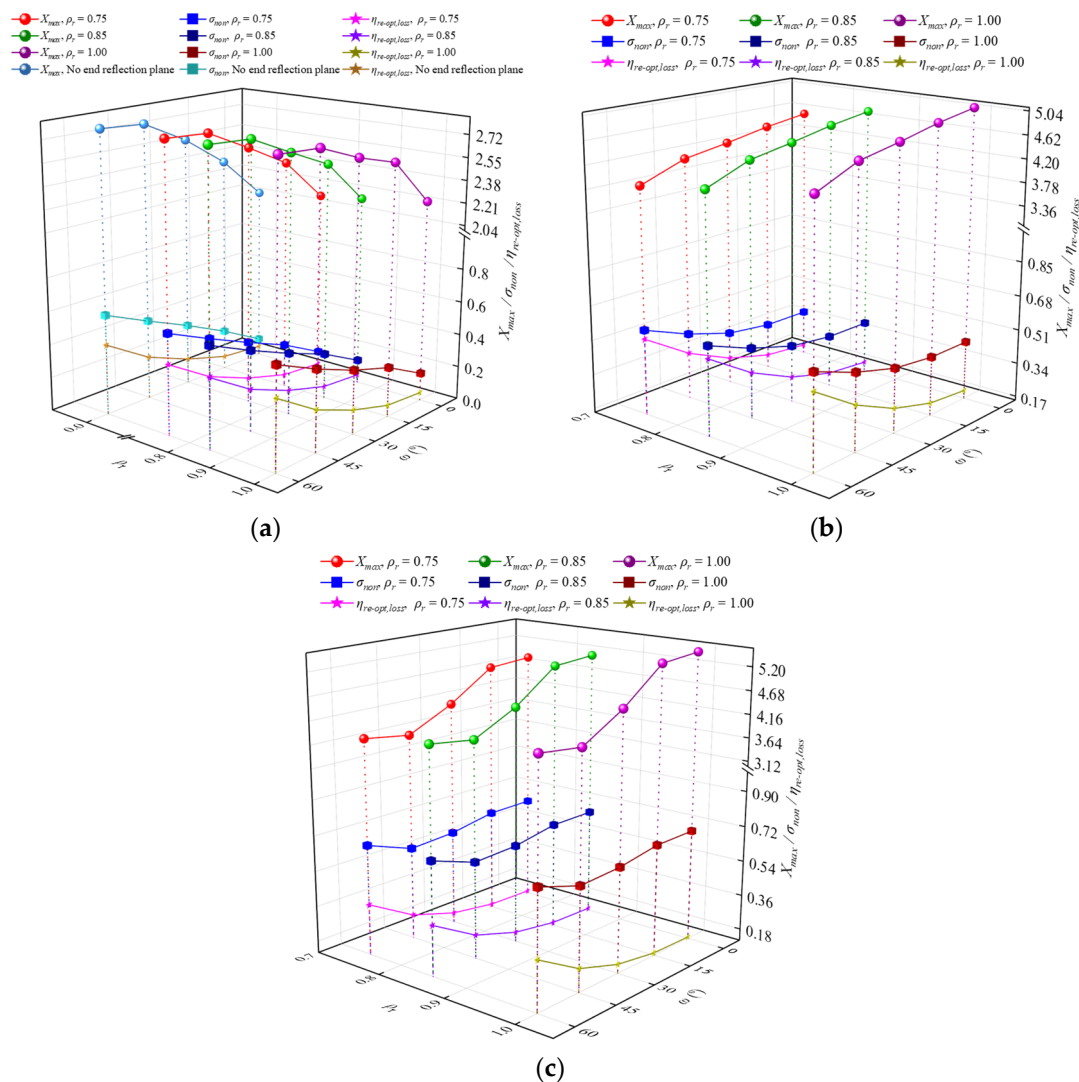 X_max, ρ_r = 0.75 σ_non, ρ_r = 0.75 η_re-opt,loss, ρ_r = 0.75
X_max, ρ_r = 0.85 σ_non, ρ_r = 0.85 η_re-opt,loss, ρ_r = 0.85
X_max, ρ_r = 1.00 σ_non, ρ_r = 1.00 η_re-opt,loss, ρ_r = 1.00
X_max, No end reflection plane σ_non, No end reflection plane η_re-opt,loss, No end reflection plane
2.72
2.55
2.38
2.21
2.04
0.8
0.6
0.4
0.2
0.0
X_max / σ_non / η_re-opt,loss
0.0 0.8 0.9 1.0
ρ_r
60 45 30 15 0
ω (°)
(a)
X_max, ρ_r = 0.75 X_max, ρ_r = 0.85 X_max, ρ_r = 1.00
σ_non, ρ_r = 0.75 σ_non, ρ_r = 0.85 σ_non, ρ_r = 1.00
η_re-opt,loss, ρ_r = 0.75 η_re-opt,loss, ρ_r = 0.85 η_re-opt,loss, ρ_r = 1.00
5.04
4.62
4.20
3.78
3.36
0.85
0.68
0.51
0.34
0.17
X_max / σ_non / η_re-opt,loss
0.7 0.8 0.9 1.0
ρ_r
60 45 30 15 0
ω (°)
(b)
X_max, ρ_r = 0.75 X_max, ρ_r = 0.85 X_max, ρ_r = 1.00
σ_non, ρ_r = 0.75 σ_non, ρ_r = 0.85 σ_non, ρ_r = 1.00
η_re-opt,loss, ρ_r = 0.75 η_re-opt,loss, ρ_r = 0.85 η_re-opt,loss, ρ_r = 1.00
5.20
4.68
4.16
3.64
3.12
0.90
0.72
0.54
0.36
0.18
X_max / σ_non / η_re-opt,loss
0.7 0.8 0.9 1.0
ρ_r
60 45 30 15 0
ω (°)
(c)